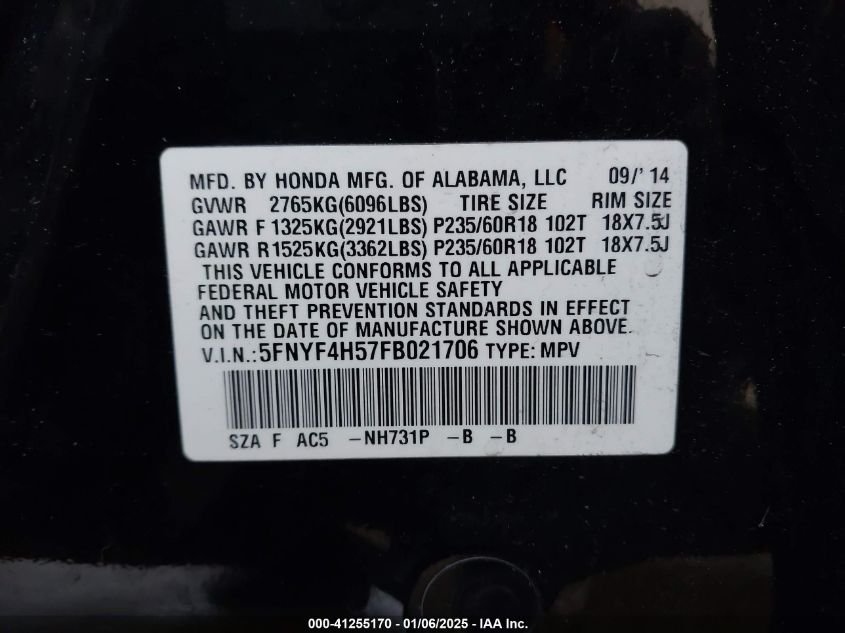 MFD. BY HONDA MFG. OF ALABAMA, LLC 09/' 14
GVWR 2765KG(6096LBS) TIRE SIZE RIM SIZE
GAWR F 1325KG(2921LBS) P235/60R18 102T 18X7.5J
GAWR R 1525KG(3362LBS) P235/60R18 102T 18X7.5J
THIS VEHICLE CONFORMS TO ALL APPLICABLE
FEDERAL MOTOR VEHICLE SAFETY
AND THEFT PREVENTION STANDARDS IN EFFECT
ON THE DATE OF MANUFACTURE SHOWN ABOVE.
V.I.N.: 5FNYF4H57FB021706 TYPE: MPV
SZA F AC5 -NH731P -B -B
000-41255170 - 01/06/2025 - IAA Inc.